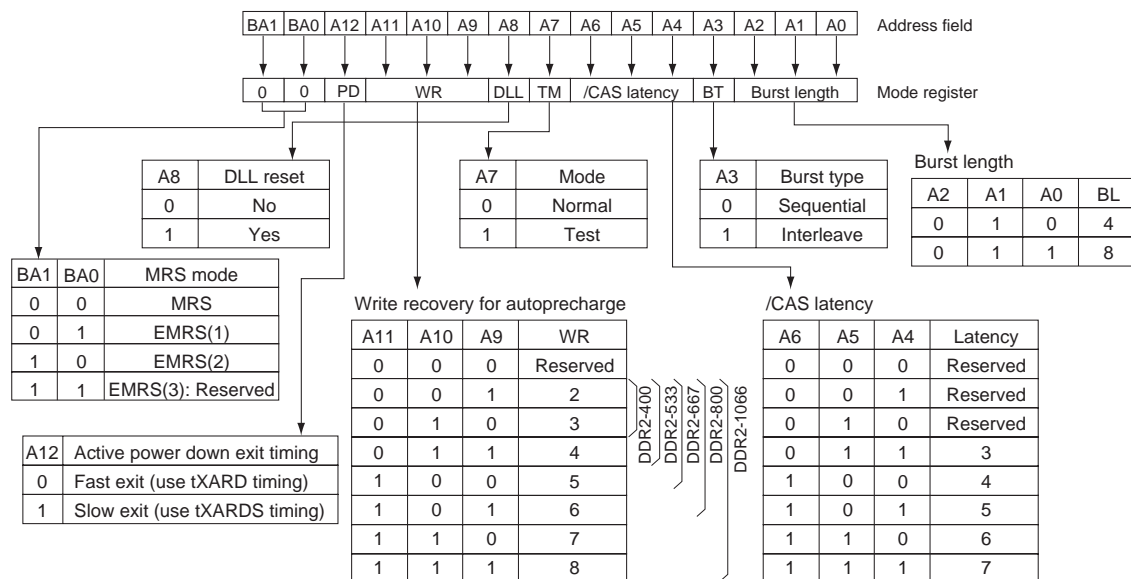 BA1 BA0 A12 A11 A10 A9 A8 A7 A6 A5 A4 A3 A2 A1 A0 Address field
0 0 PD WR DLL TM /CAS latency BT Burst length Mode register
A8 DLL reset
0 No
1 Yes
A7 Mode
0 Normal
1 Test
A3 Burst type
0 Sequential
1 Interleave
Burst length
A2 A1 A0 BL
0 1 0 4
0 1 1 8
BA1 BA0 MRS mode
0 0 MRS
0 1 EMRS(1)
1 0 EMRS(2)
1 1 EMRS(3): Reserved
A12 Active power down exit timing
0 Fast exit (use tXARD timing)
1 Slow exit (use tXARDS timing)
Write recovery for autoprecharge
A11 A10 A9 WR
0 0 0 Reserved
0 0 1 2
0 1 0 3
0 1 1 4
1 0 0 5
1 0 1 6
1 1 0 7
1 1 1 8
DDR2-400
DDR2-533
DDR2-667
DDR2-800
DDR2-1066
/CAS latency
A6 A5 A4 Latency
0 0 0 Reserved
0 0 1 Reserved
0 1 0 Reserved
0 1 1 3
1 0 0 4
1 0 1 5
1 1 0 6
1 1 1 7